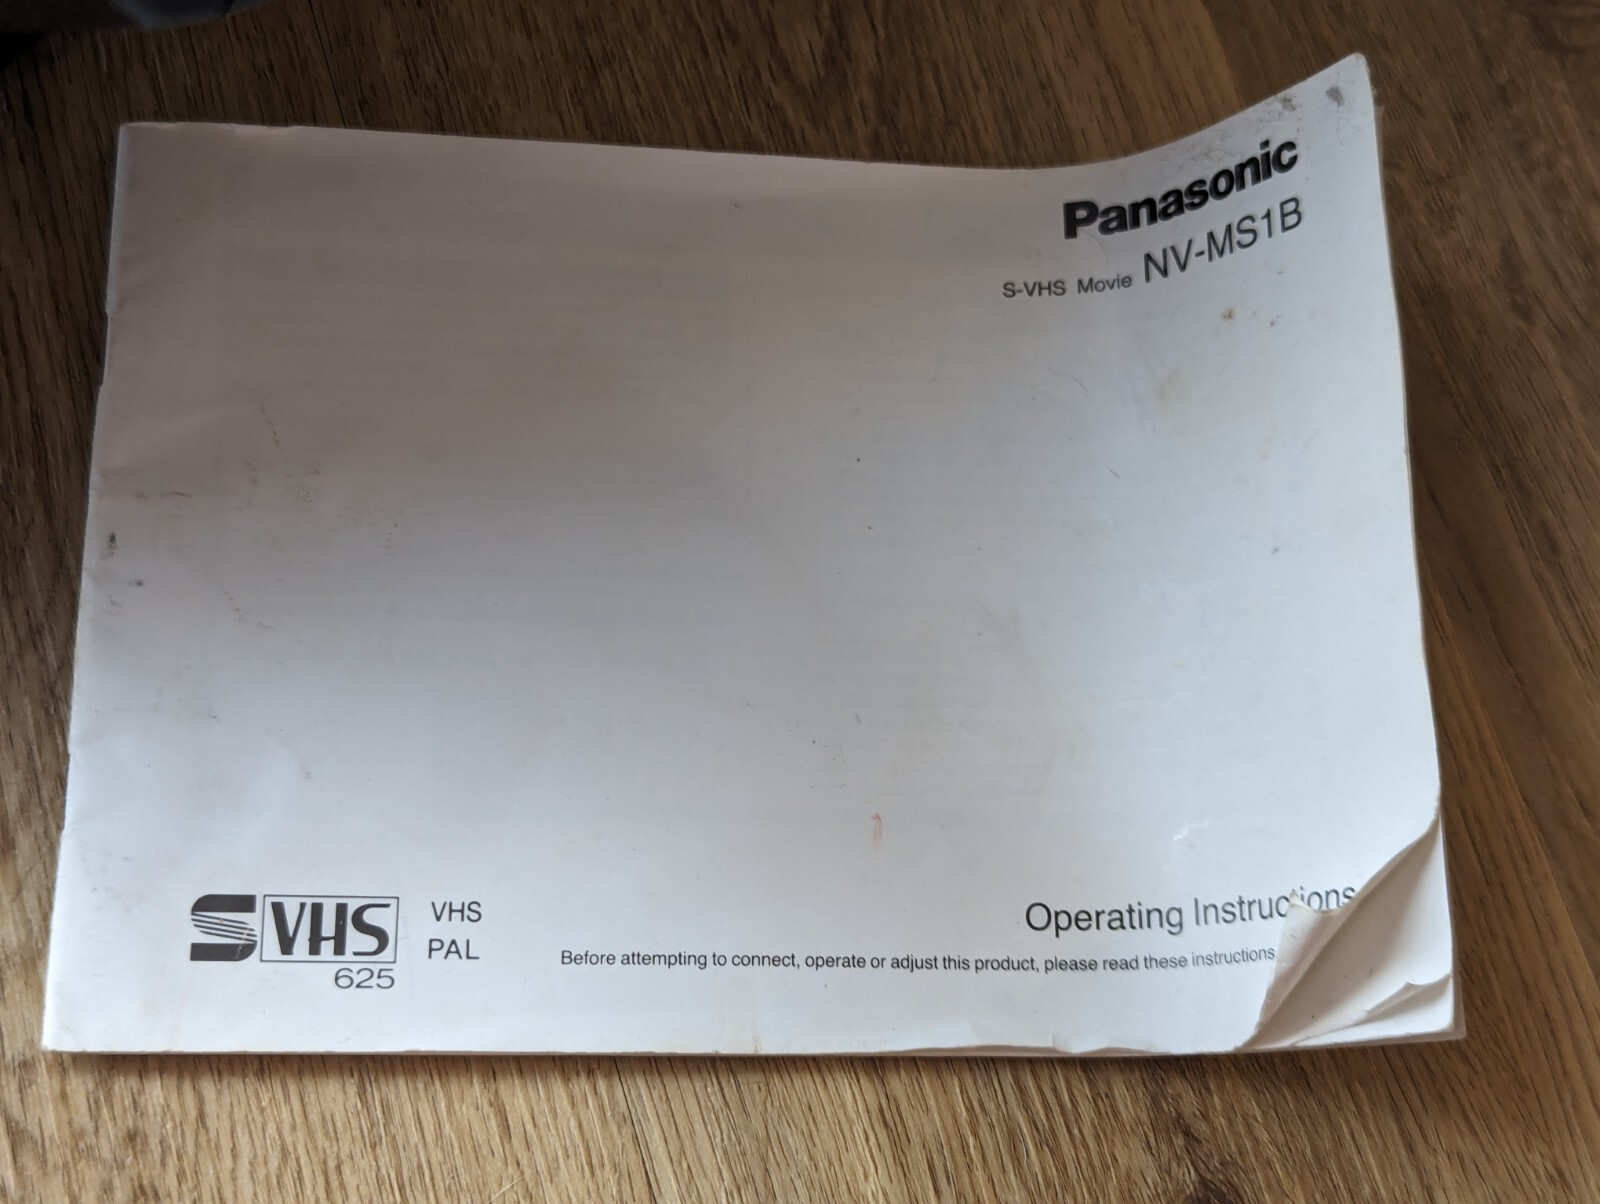 Panasonic
S-VHS Movie NV-MS1B
S VHS
625
VHS
PAL
Operating Instructions
Before attempting to connect, operate or adjust this product, please read these instructions